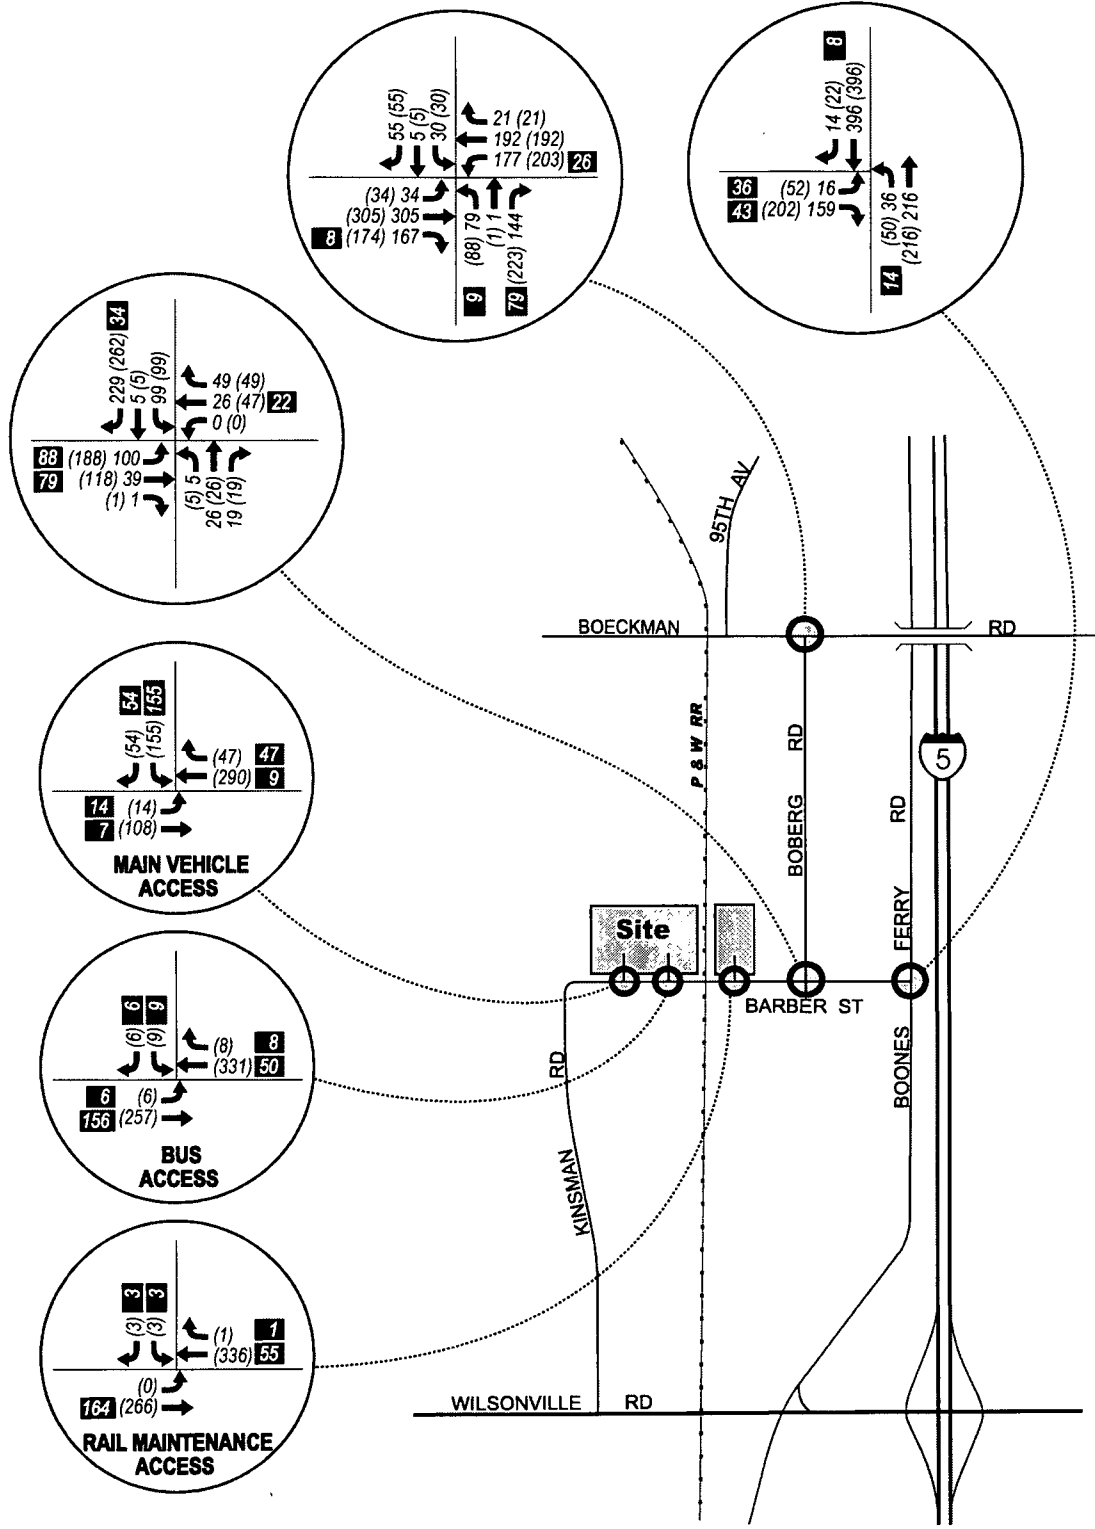 55 (55)
5 (5)
30 (30)
21 (21)
192 (192)
177 (203) 26
(34) 34
(305) 305
8 (174) 167
9 (88) 79
(1) 1
79 (223) 144
8
14 (22)
396 (396)
36 (52) 16
43 (202) 159
14 (50) 36
(216) 216
229 (262) 34
5 (5)
99 (99)
49 (49)
26 (47) 22
0 (0)
88 (188) 100
79 (118) 39
(1) 1
(5) 5
26 (26)
19 (19)
(54) 54
(155) 155
(47) 47
(290) 9
14 (14)
7 (108)
MAIN VEHICLE
ACCESS
(6) 6
(9) 9
(8) 8
(331) 50
6 (6)
156 (257)
BUS
ACCESS
(3) 3
(3) 3
(1) 1
(336) 55
(0)
164 (266)
RAIL MAINTENANCE
ACCESS
95TH AV
BOECKMAN RD
P & W RR
BOBERG RD
BOONES FERRY RD
5
Site
BARBER ST
KINSMAN RD
WILSONVILLE RD